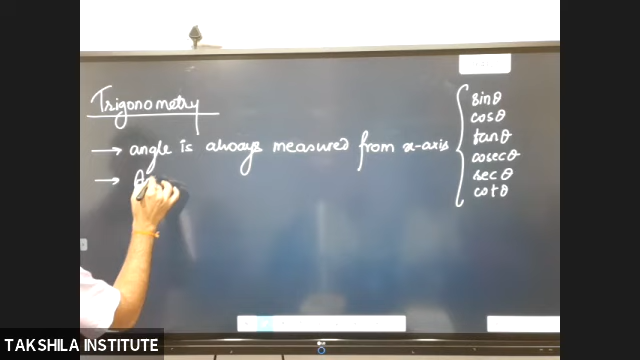 Trigonometry
→ angle is always measured from x-axis
→
sinθ
cosθ
tanθ
cosecθ
secθ
cotθ
TAKSHILA INSTITUTE